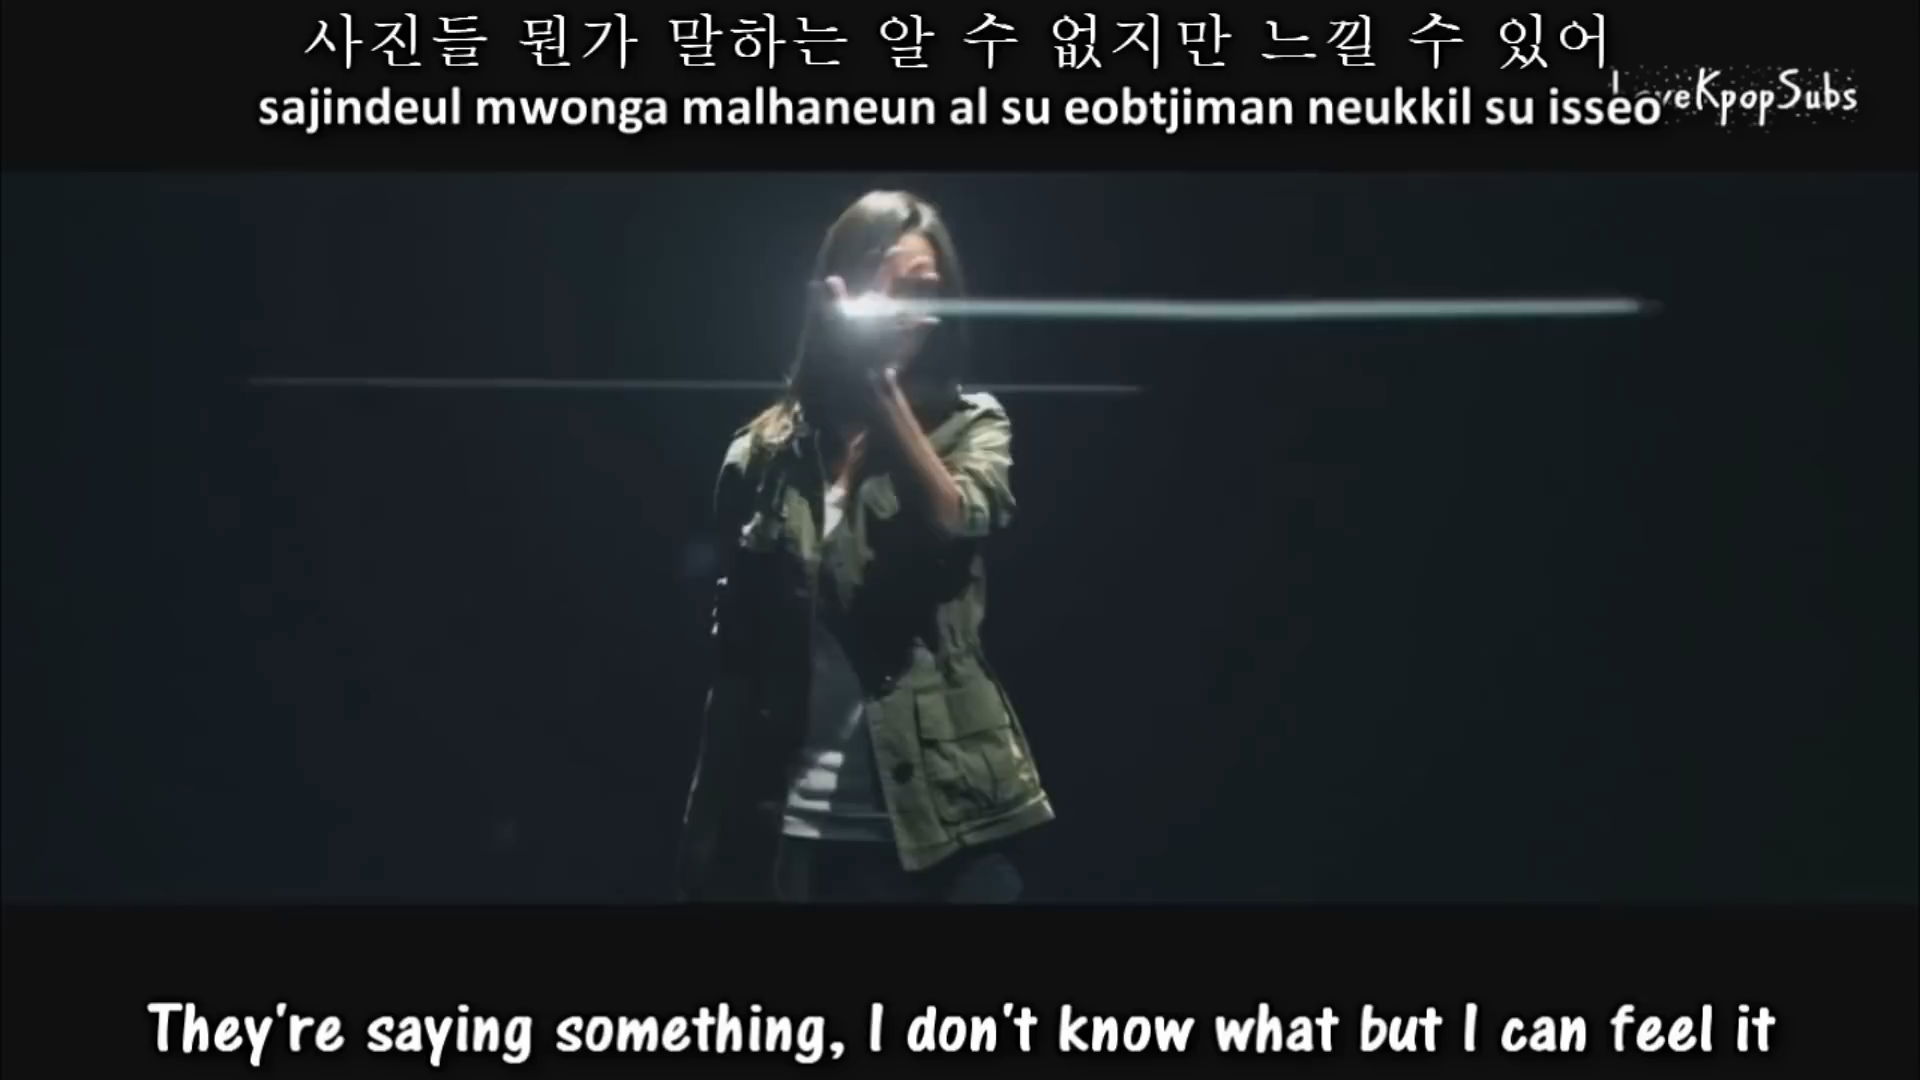 사진들 뭔가 말하는 알 수 없지만 느낄 수 있어
sajindeul mwonga malhaneun al su eobtjiman neukkil su isseo
LoveKpopSubs
They're saying something, I don't know what but I can feel it